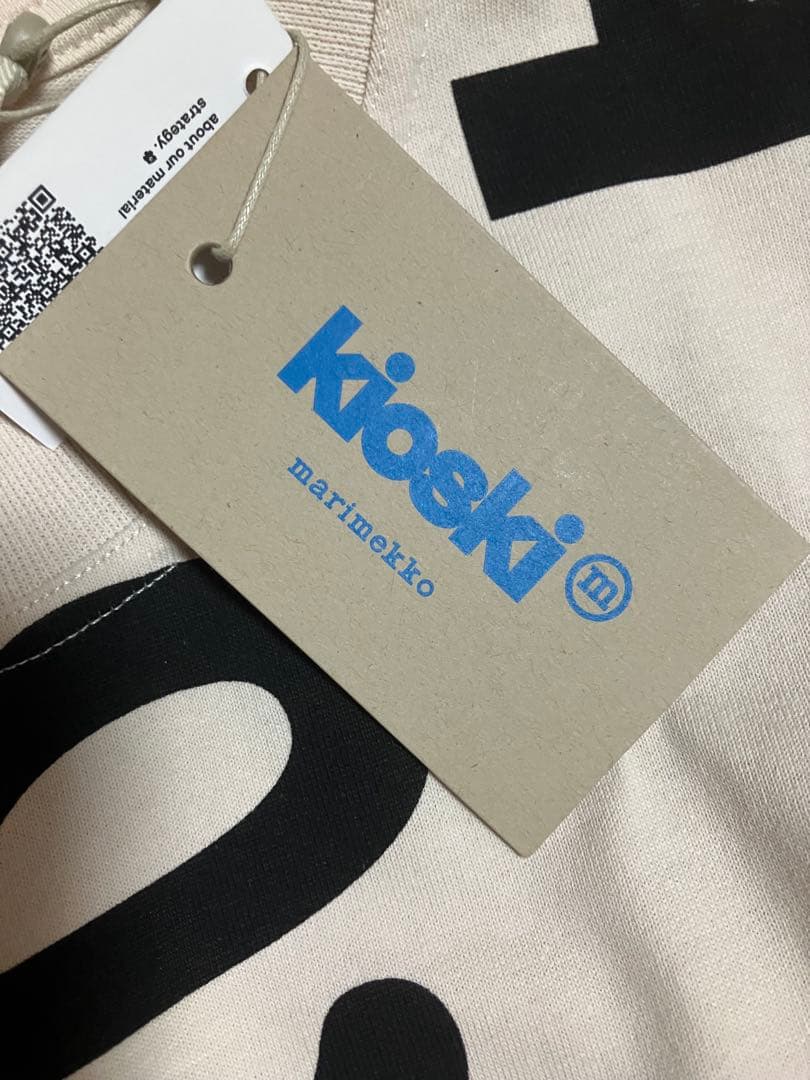 about our material
strategy.
kioski
marimekko
m